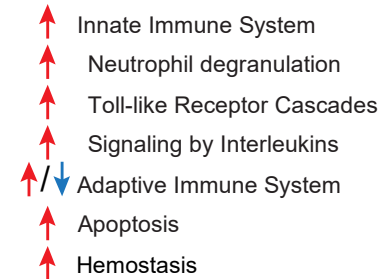 Innate Immune System
Neutrophil degranulation
Toll-like Receptor Cascades
Signaling by Interleukins
/ Adaptive Immune System
Apoptosis
Hemostasis